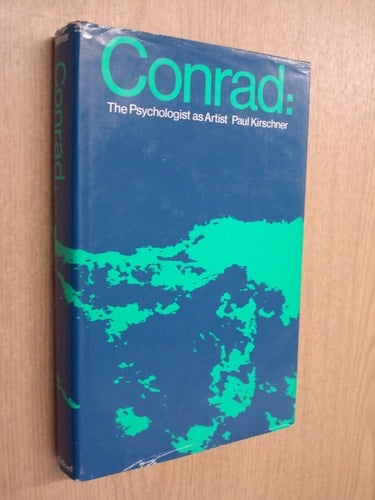 Conrad:
The Psychologist as Artist Paul Kirschner
Conrad: